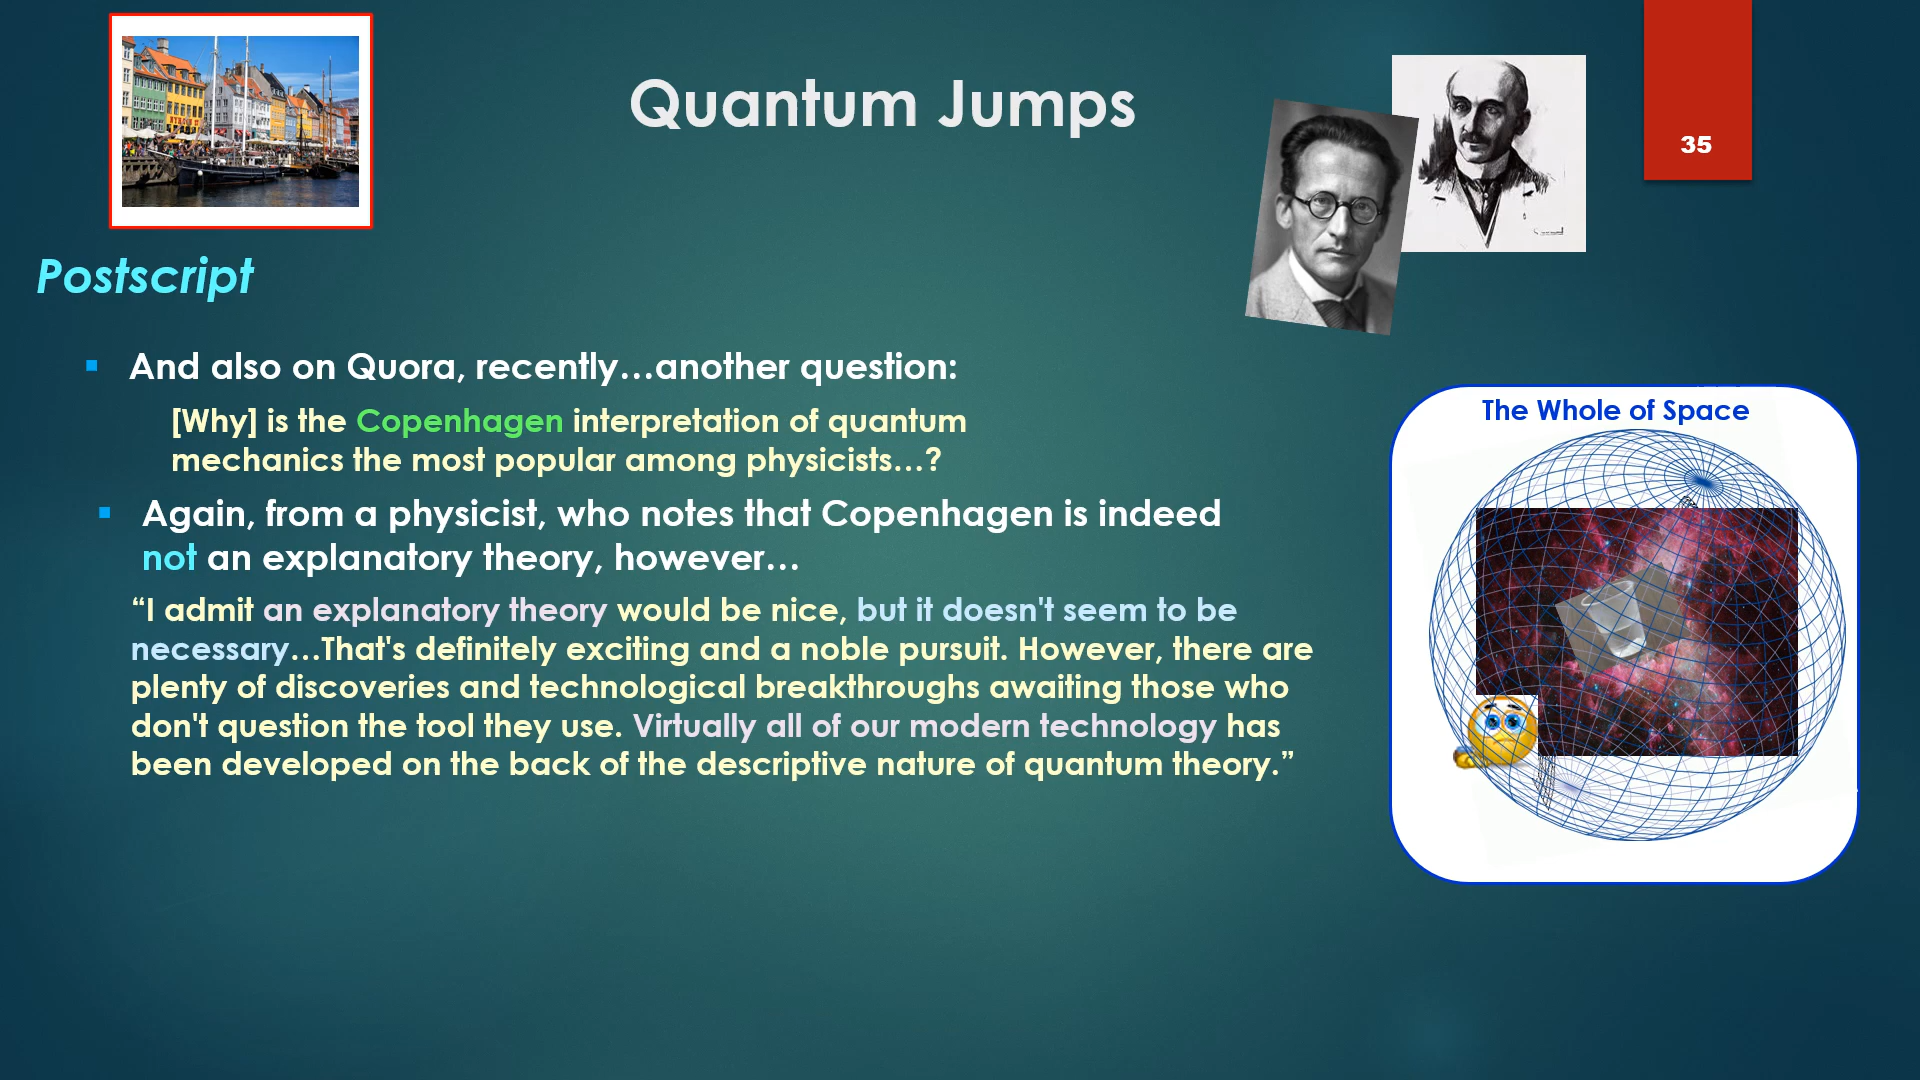 Quantum Jumps
35
Postscript
And also on Quora, recently…another question:
[Why] is the Copenhagen interpretation of quantum
mechanics the most popular among physicists…?
Again, from a physicist, who notes that Copenhagen is indeed
not an explanatory theory, however…
“I admit an explanatory theory would be nice, but it doesn't seem to be
necessary…That's definitely exciting and a noble pursuit. However, there are
plenty of discoveries and technological breakthroughs awaiting those who
don't question the tool they use. Virtually all of our modern technology has
been developed on the back of the descriptive nature of quantum theory.”
The Whole of Space